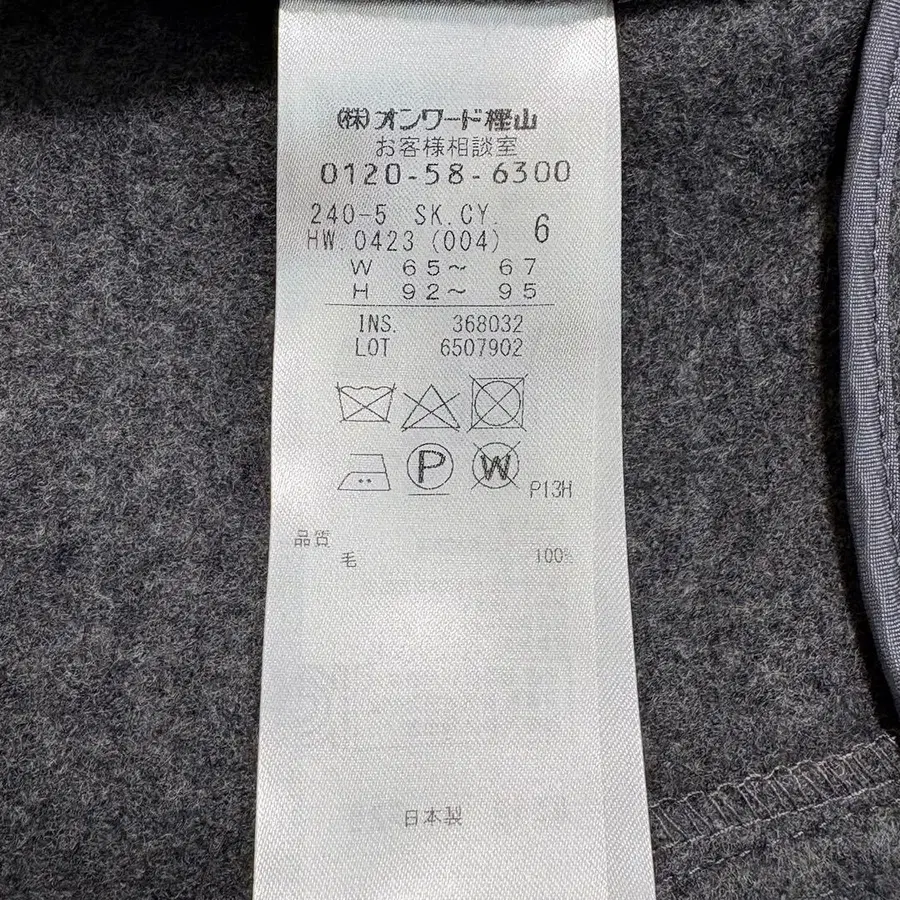 (株)オンワード樫山
お客様相談室
0120-58-6300
240-5 SK.CY.
HW.0423(004) 6
W 65~ 67
H 92~ 95
INS. 368032
LOT 6507902
P
W
P13H
品質
毛 100%
日本製